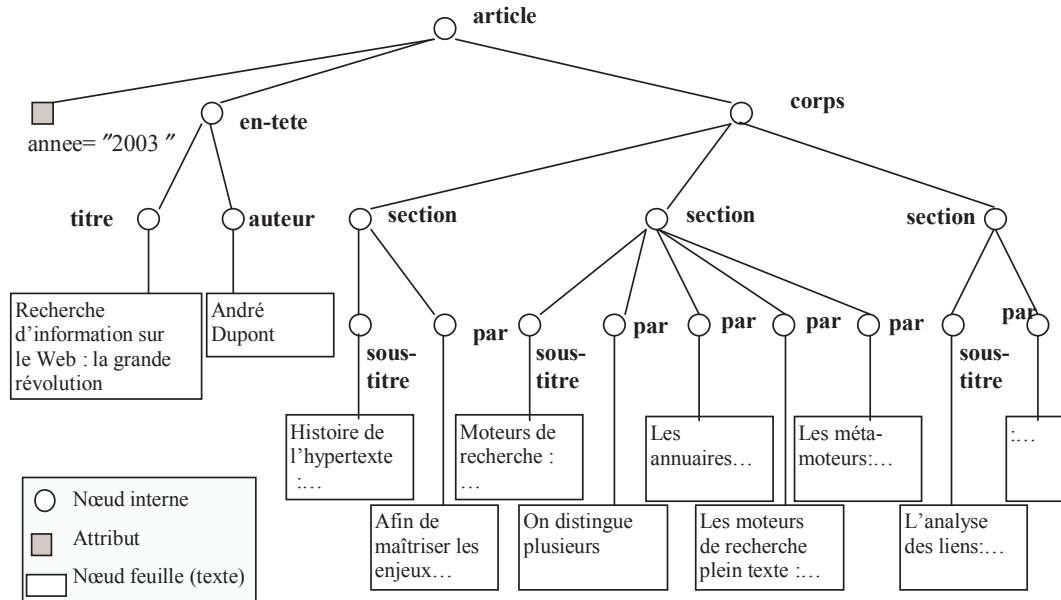 article
corps
en-tete
annee= "2003 "
titre
auteur
section
section
section
Recherche
d'information sur
le Web : la grande
révolution
André
Dupont
sous-
titre
par
sous-
titre
par
par
par
par
sous-
titre
par
Histoire de
l'hypertexte
:…
Moteurs de
recherche :
…
Les
annuaires…
Les méta-
moteurs:…
:…
Afin de
maîtriser les
enjeux…
On distingue
plusieurs
Les moteurs
de recherche
plein texte :…
L'analyse
des liens:…
Nœud interne
Attribut
Nœud feuille (texte)